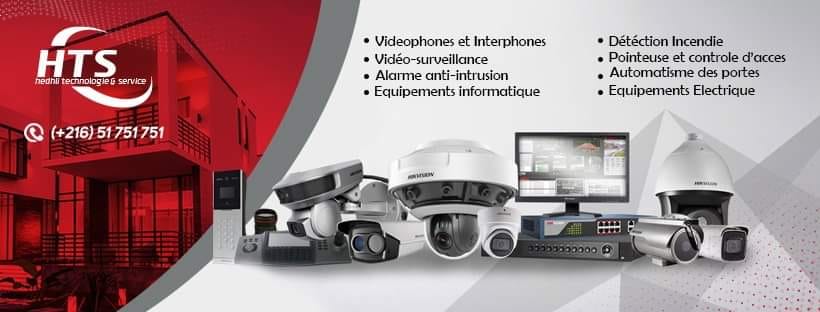 HTS
hedhli technologie & service
(+216) 51 751 751
• Videophones et Interphones
• Vidéo-surveillance
• Alarme anti-intrusion
• Equipements informatique
• Détéction Incendie
• Pointeuse et controle d'acces
• Automatisme des portes
• Equipements Electrique
HIKVISION
HIKVISION